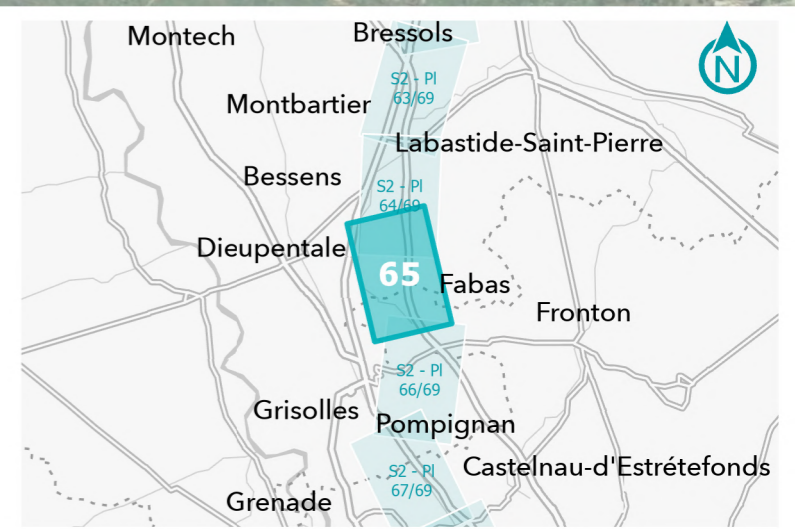 Montech
Bressols
N
S2 - Pl
63/69
Montbartier
Labastide-Saint-Pierre
Bessens
S2 - Pl
64/69
Dieupentale
65
Fabas
Fronton
S2 - Pl
66/69
Grisolles
Pompignan
S2 - Pl
67/69
Castelnau-d'Estrétefonds
Grenade